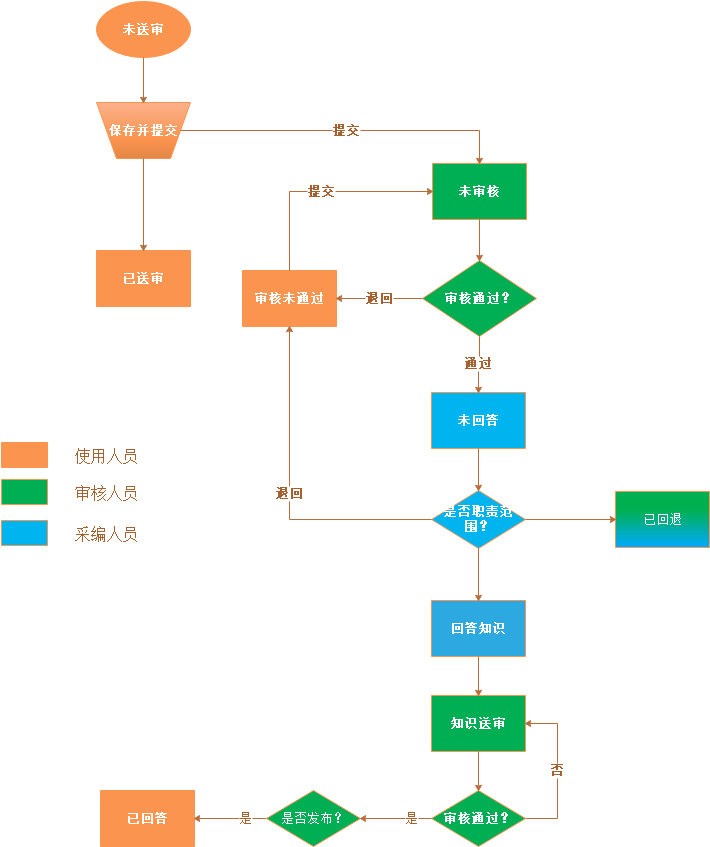 未送审
保存并提交
提交
提交
未审核
已送审
审核未通过
退回
审核通过?
通过
未回答
使用人员
审核人员
采编人员
退回
是否职责范
围?
已回退
回答知识
知识送审
否
已回答
是
是否发布?
是
审核通过?